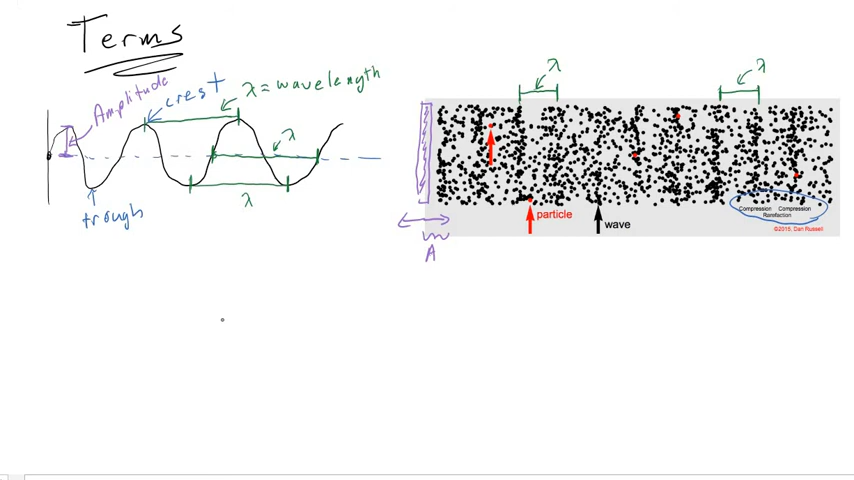 Terms
Amplitude
crest
λ = wavelength
λ
trough
λ
λ
λ
particle
wave
Compression Compression
Rarefaction
©2015, Dan Russell
A